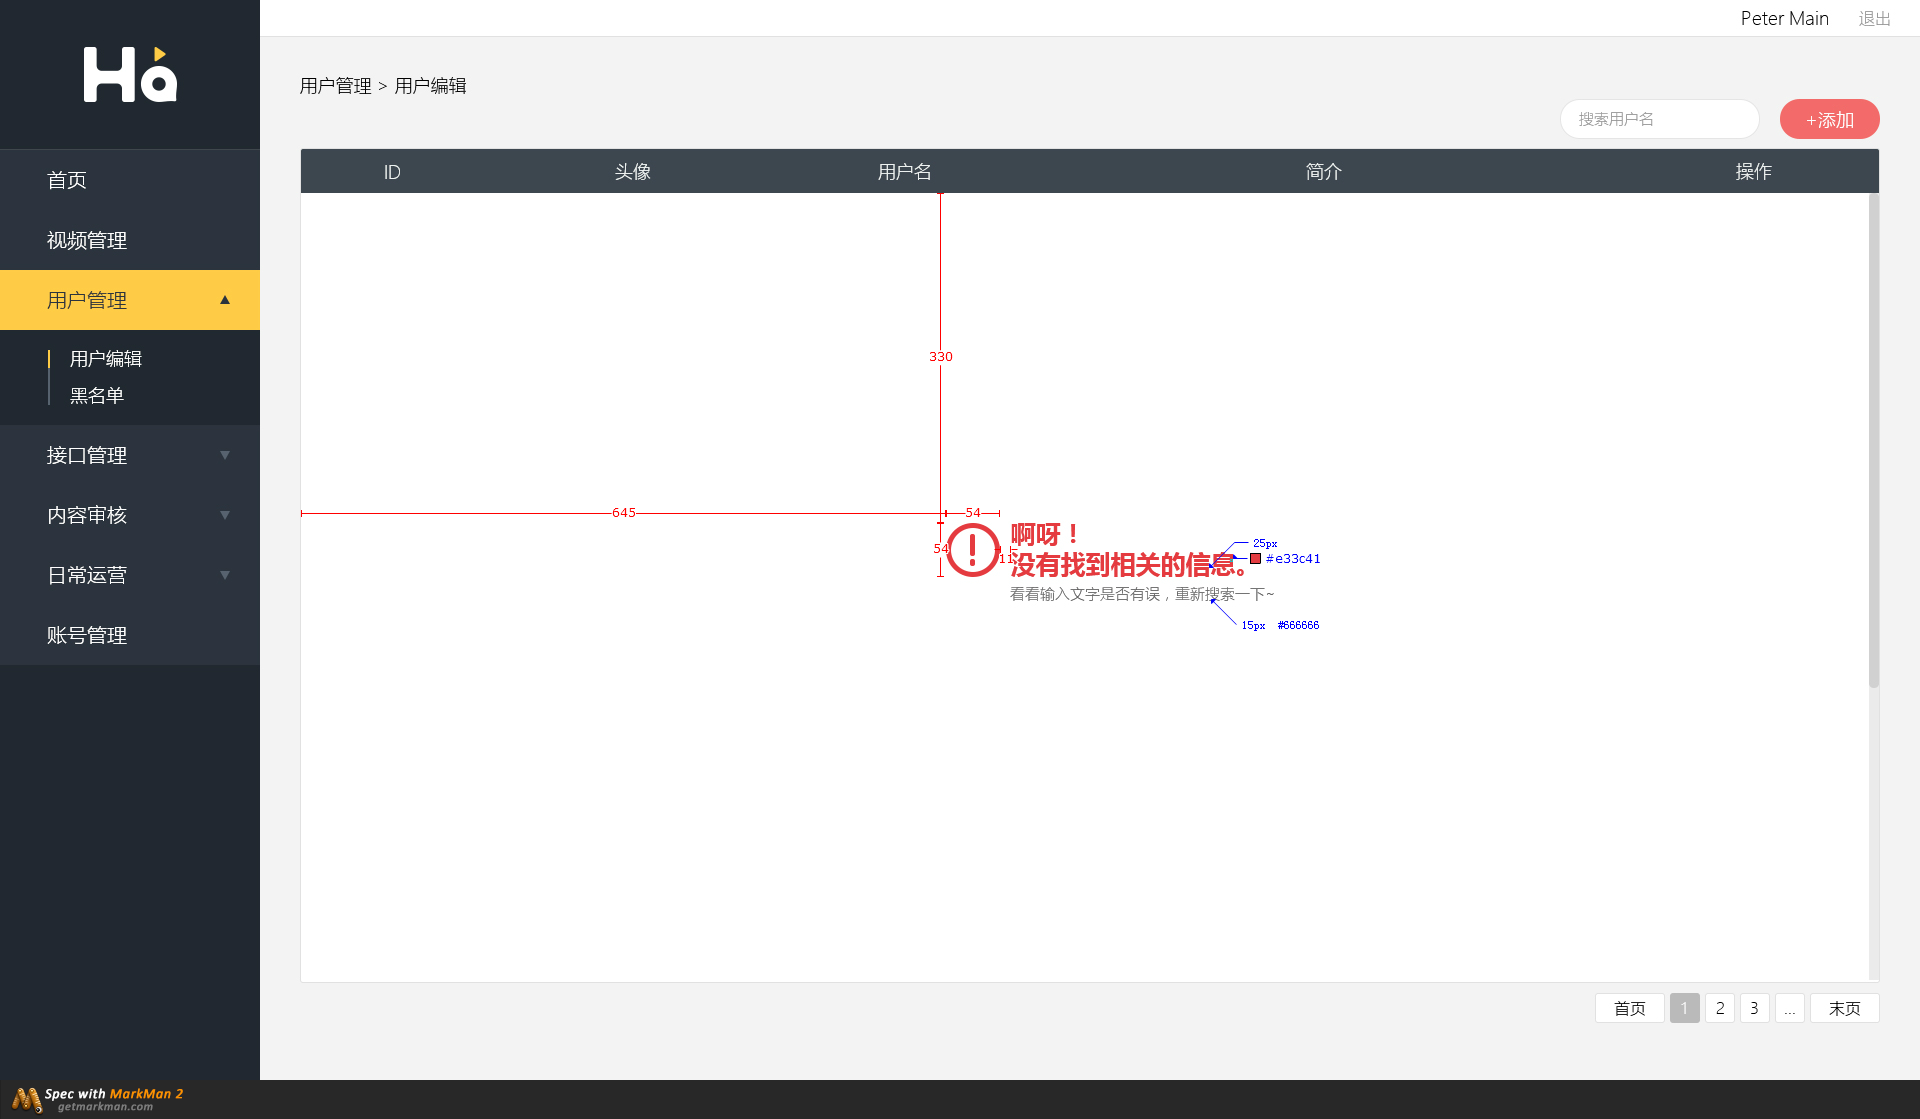 Ha
Peter Main 退出
用户管理 > 用户编辑
搜索用户名 +添加
首页
视频管理
用户管理
用户编辑
黑名单
接口管理
内容审核
日常运营
账号管理
ID 头像 用户名 简介 操作
330
645 54
54
11
啊呀！
没有找到相关的信息。
看看输入文字是否有误，重新搜索一下~
25px
#e33c41
15px #666666
首页 1 2 3 ... 末页
Spec with MarkMan 2
getmarkman.com